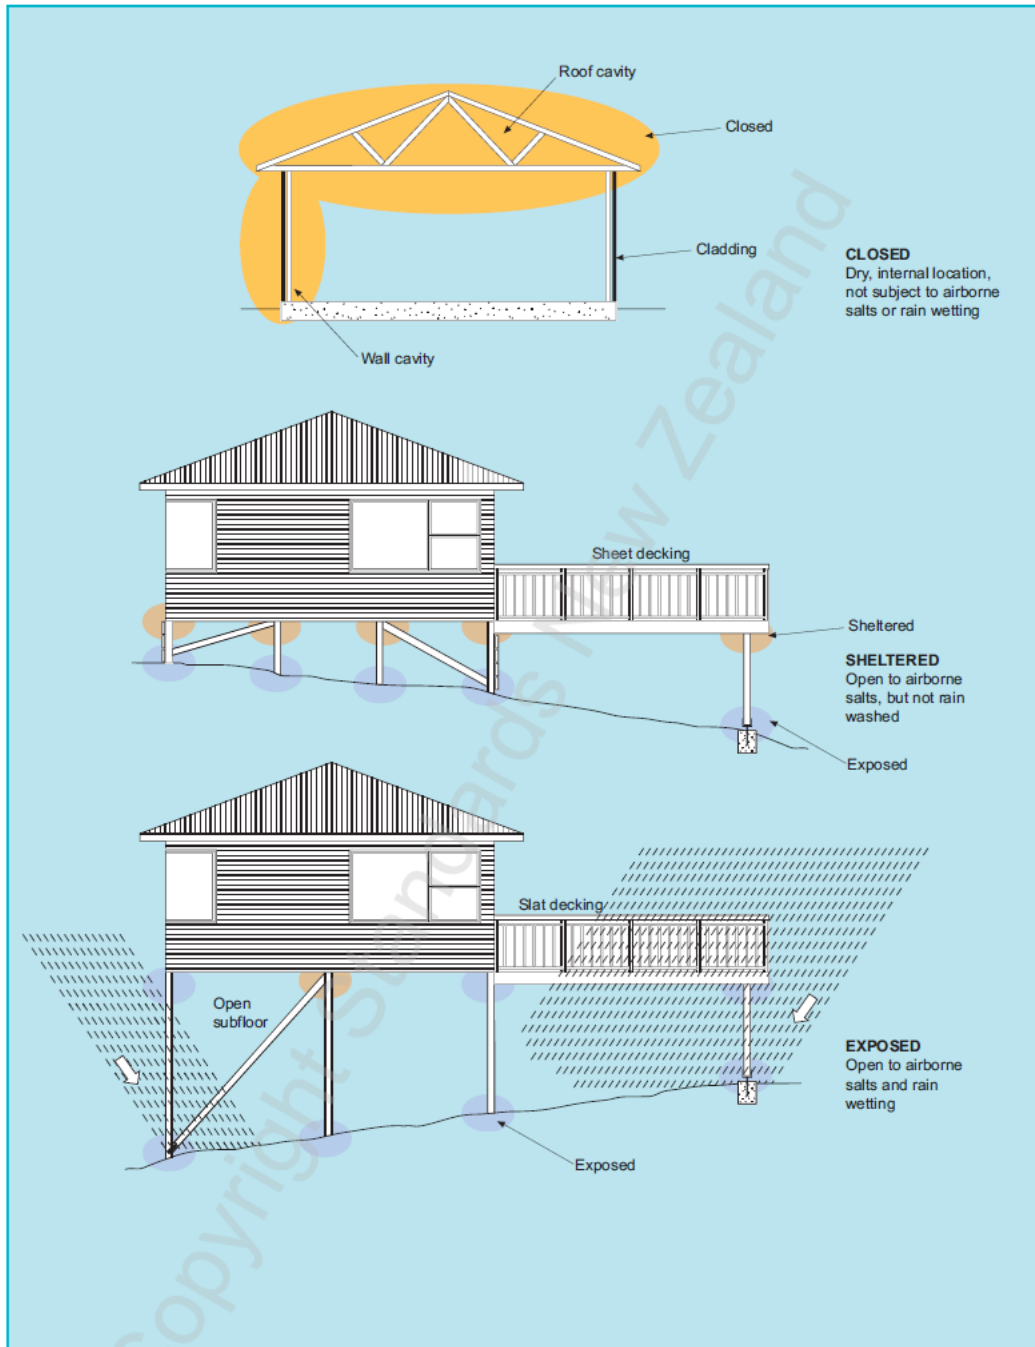 Roof cavity
Closed
Cladding
CLOSED
Dry, internal location,
not subject to airborne
salts or rain wetting
Wall cavity
Sheet decking
Sheltered
SHELTERED
Open to airborne
salts, but not rain
washed
Exposed
Slat decking
Open
subfloor
EXPOSED
Open to airborne
salts and rain
wetting
Exposed
Copyright Standards New Zealand